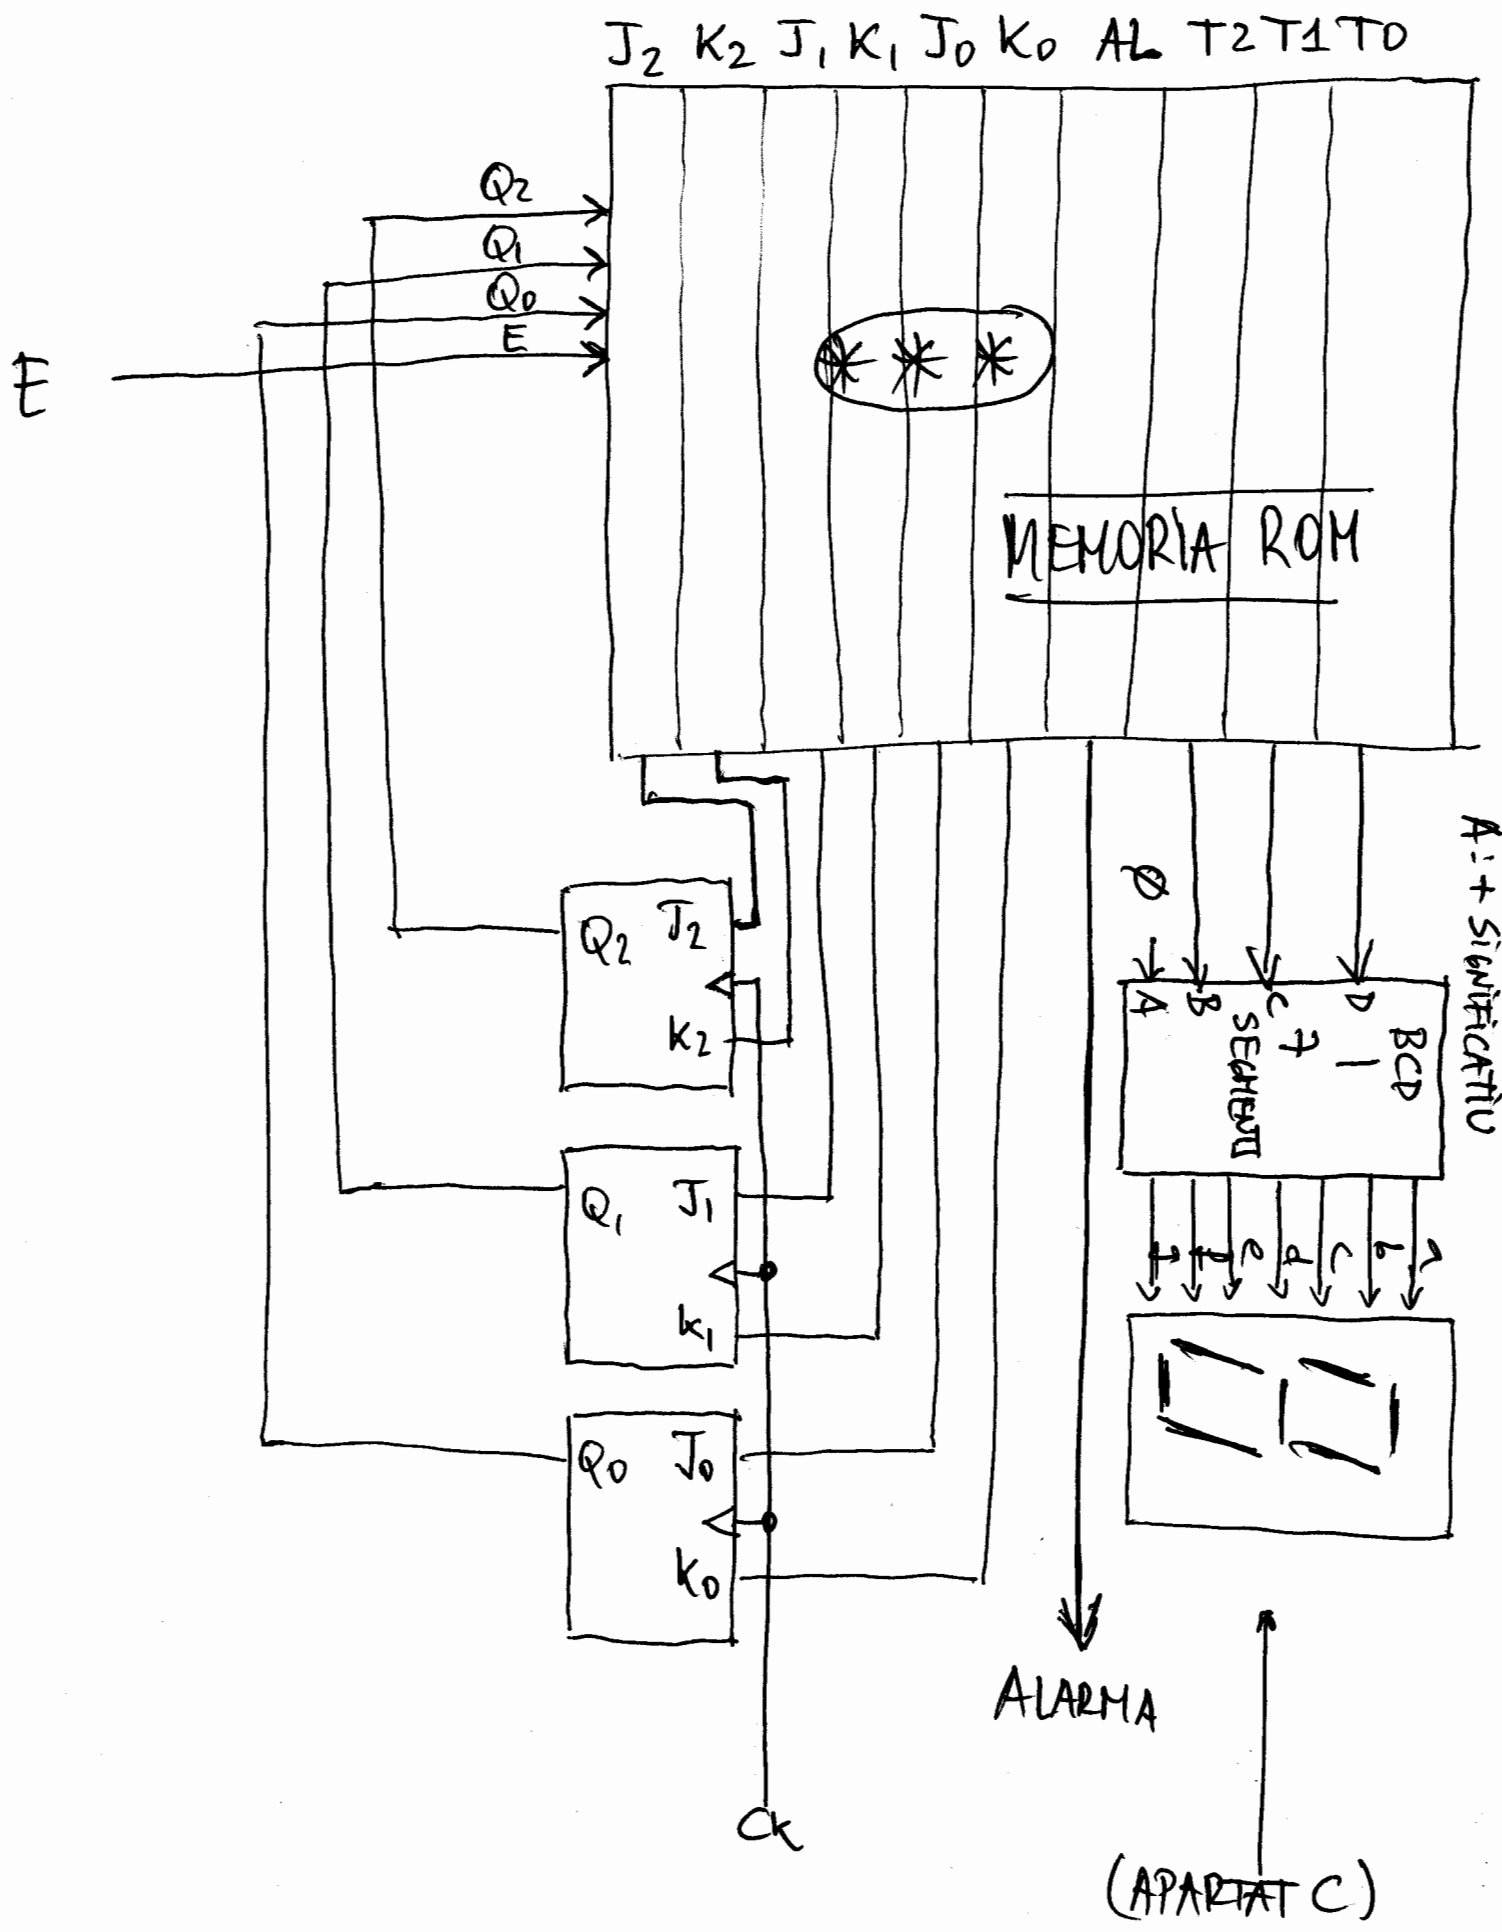 J2 K2 J1 K1 J0 K0 AL T2 T1 T0
Q2
Q1
Q0
E
E
***
MEMORIA ROM
Ø
A: + SIGNIFICATIU
A B C D
BCD
-
7
SEGMENTS
Q2 J2
K2
Q1 J1
K1
Q0 J0
K0
g f e d c b a
ALARMA
Ck
(APARTAT C)